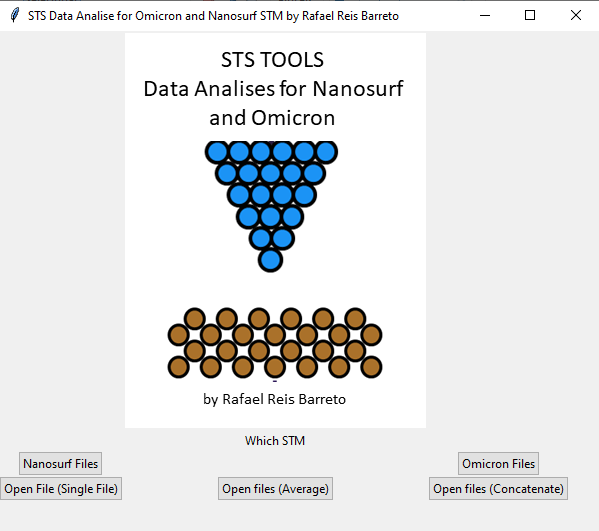 STS Data Analise for Omicron and Nanosurf STM by Rafael Reis Barreto
STS TOOLS
Data Analises for Nanosurf
and Omicron
by Rafael Reis Barreto
Which STM
Nanosurf Files
Omicron Files
Open File (Single File)
Open files (Average)
Open files (Concatenate)